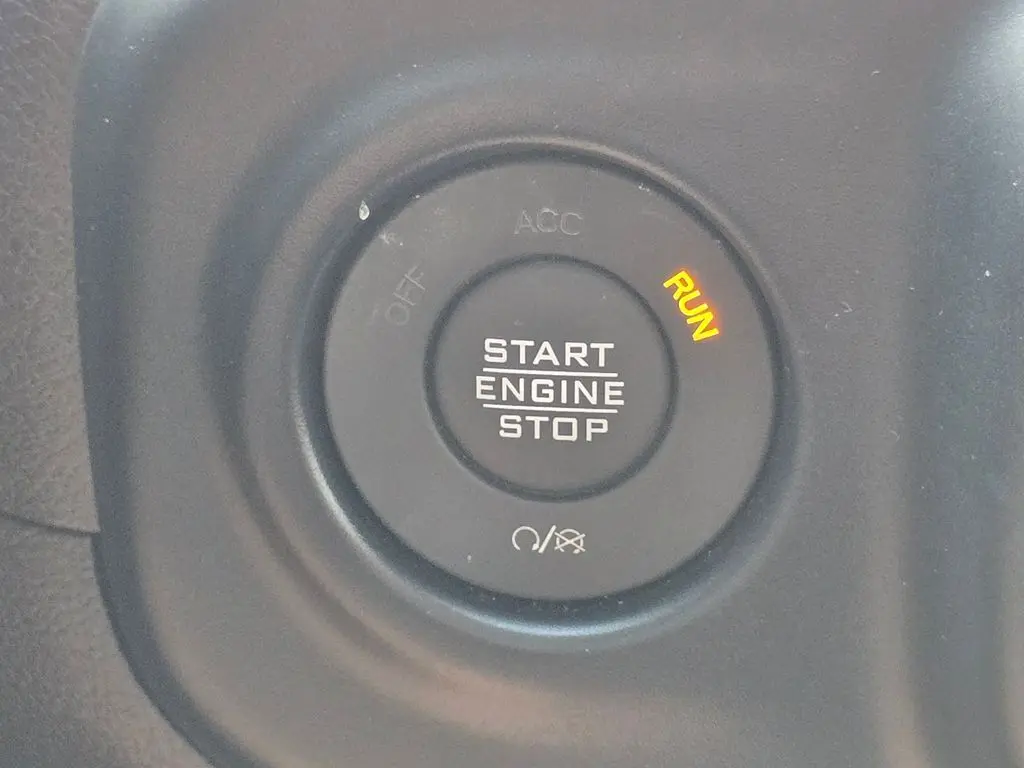 ACC
OFF
RUN
START
ENGINE
STOP